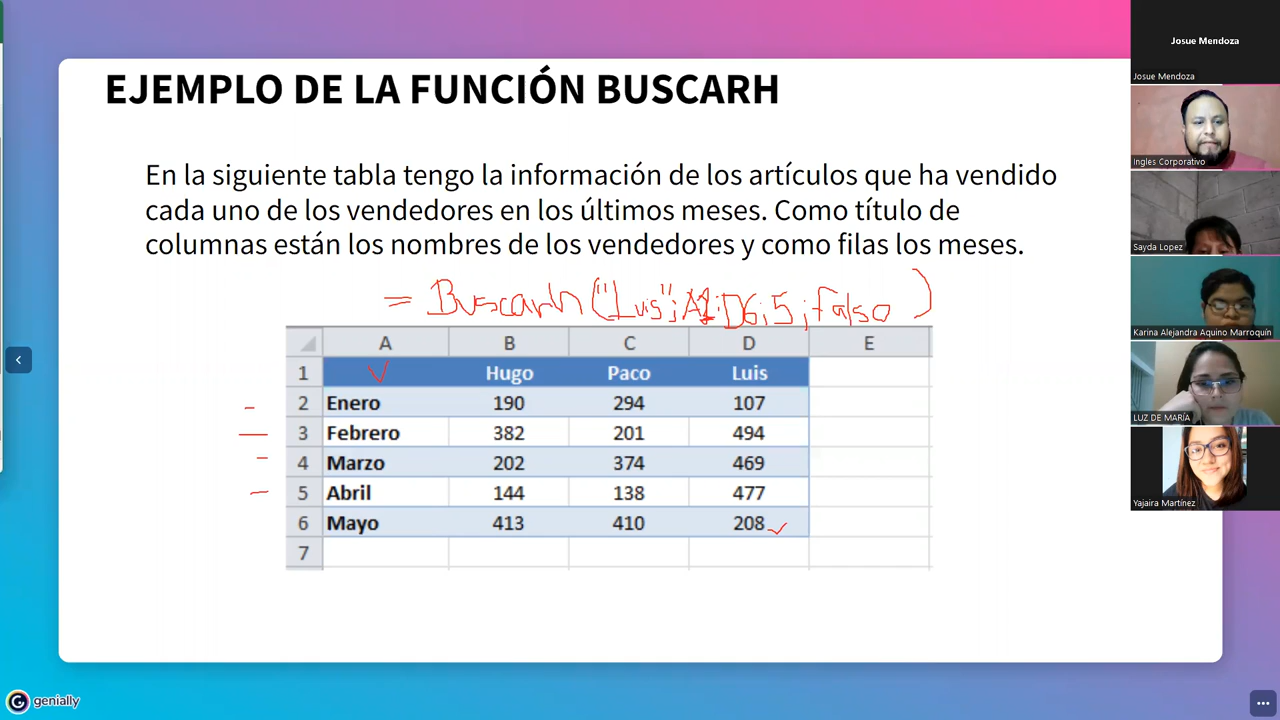 EJEMPLO DE LA FUNCIÓN BUSCARH
En la siguiente tabla tengo la información de los artículos que ha vendido
cada uno de los vendedores en los últimos meses. Como título de
columnas están los nombres de los vendedores y como filas los meses.
= Buscarh ("Luis"; A1:D6; 5; falso)
A B C D E
1 Hugo Paco Luis
2 Enero 190 294 107
3 Febrero 382 201 494
4 Marzo 202 374 469
5 Abril 144 138 477
6 Mayo 413 410 208
7
genially
Josue Mendoza
Josue Mendoza
Ingles Corporativo
Sayda Lopez
Karina Alejandra Aquino Marroquín
LUZ DE MARÍA
Yajaira Martínez